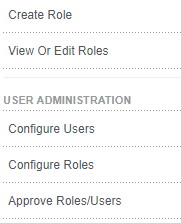 Create Role
View Or Edit Roles
USER ADMINISTRATION
Configure Users
Configure Roles
Approve Roles/Users